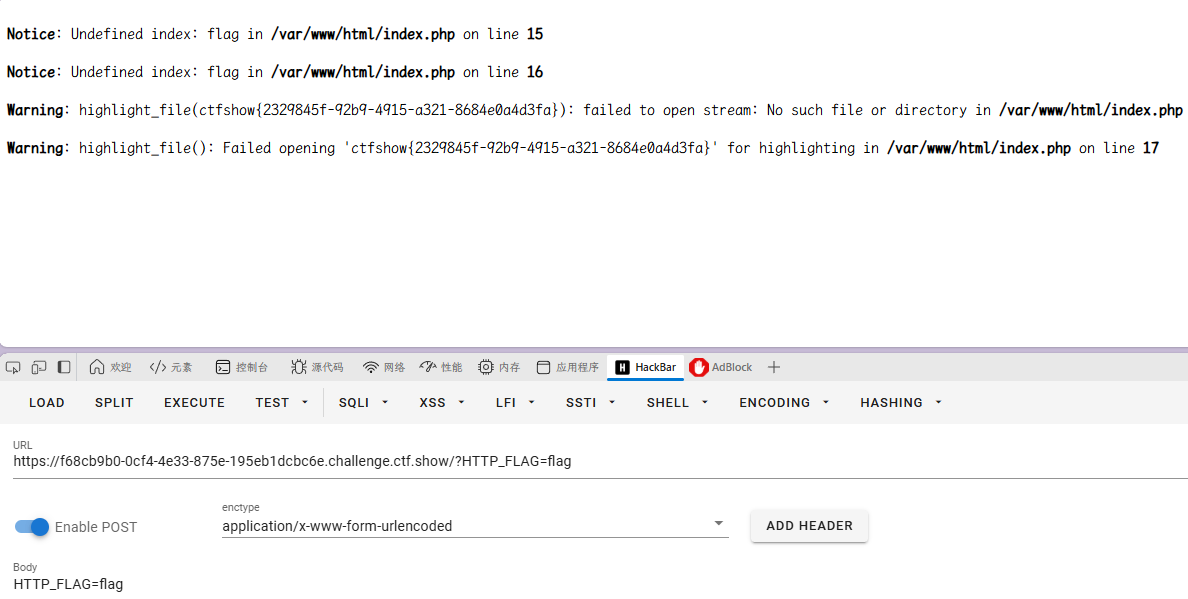 Notice: Undefined index: flag in /var/www/html/index.php on line 15
Notice: Undefined index: flag in /var/www/html/index.php on line 16
Warning: highlight_file(ctfshow{2329845f-92b9-4915-a321-8684e0a4d3fa}): failed to open stream: No such file or directory in /var/www/html/index.php
Warning: highlight_file(): Failed opening 'ctfshow{2329845f-92b9-4915-a321-8684e0a4d3fa}' for highlighting in /var/www/html/index.php on line 17
欢迎 </> 元素 控制台 源代码 网络 性能 内存 应用程序 H HackBar AdBlock +
LOAD SPLIT EXECUTE TEST SQLI XSS LFI SSTI SHELL ENCODING HASHING
URL
https://f68cb9b0-0cf4-4e33-875e-195eb1dcbc6e.challenge.ctf.show/?HTTP_FLAG=flag
enctype
Enable POST application/x-www-form-urlencoded ADD HEADER
Body
HTTP_FLAG=flag